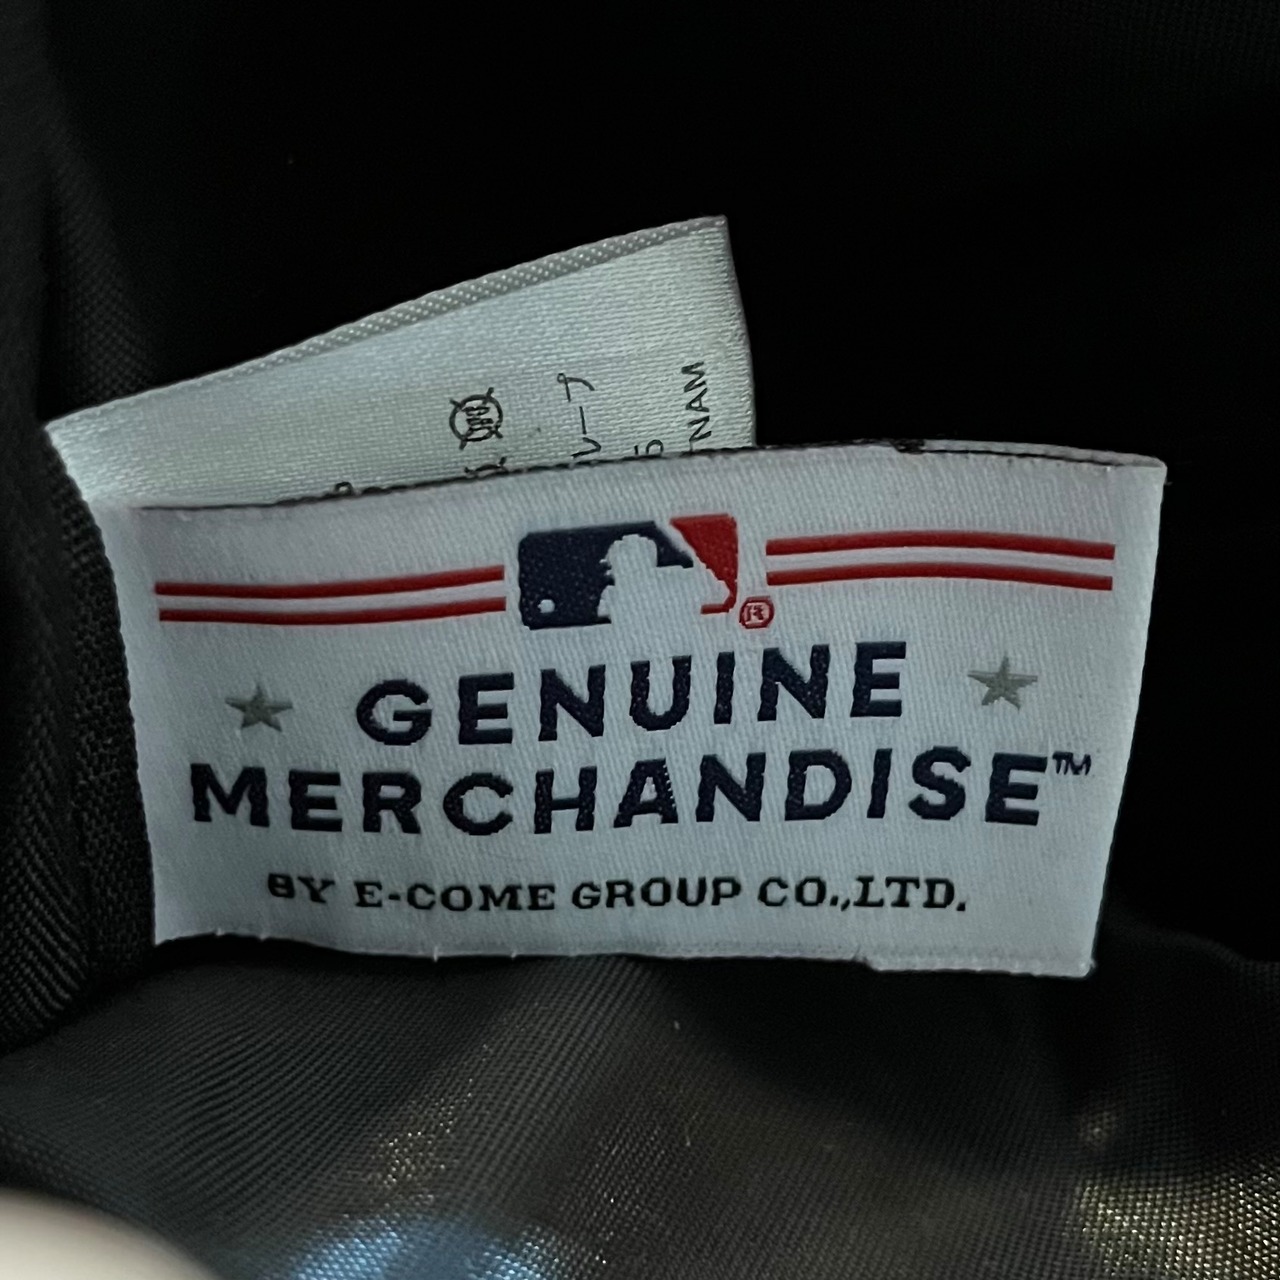 GENUINE
MERCHANDISE™
BY E-COME GROUP CO.,LTD.
®